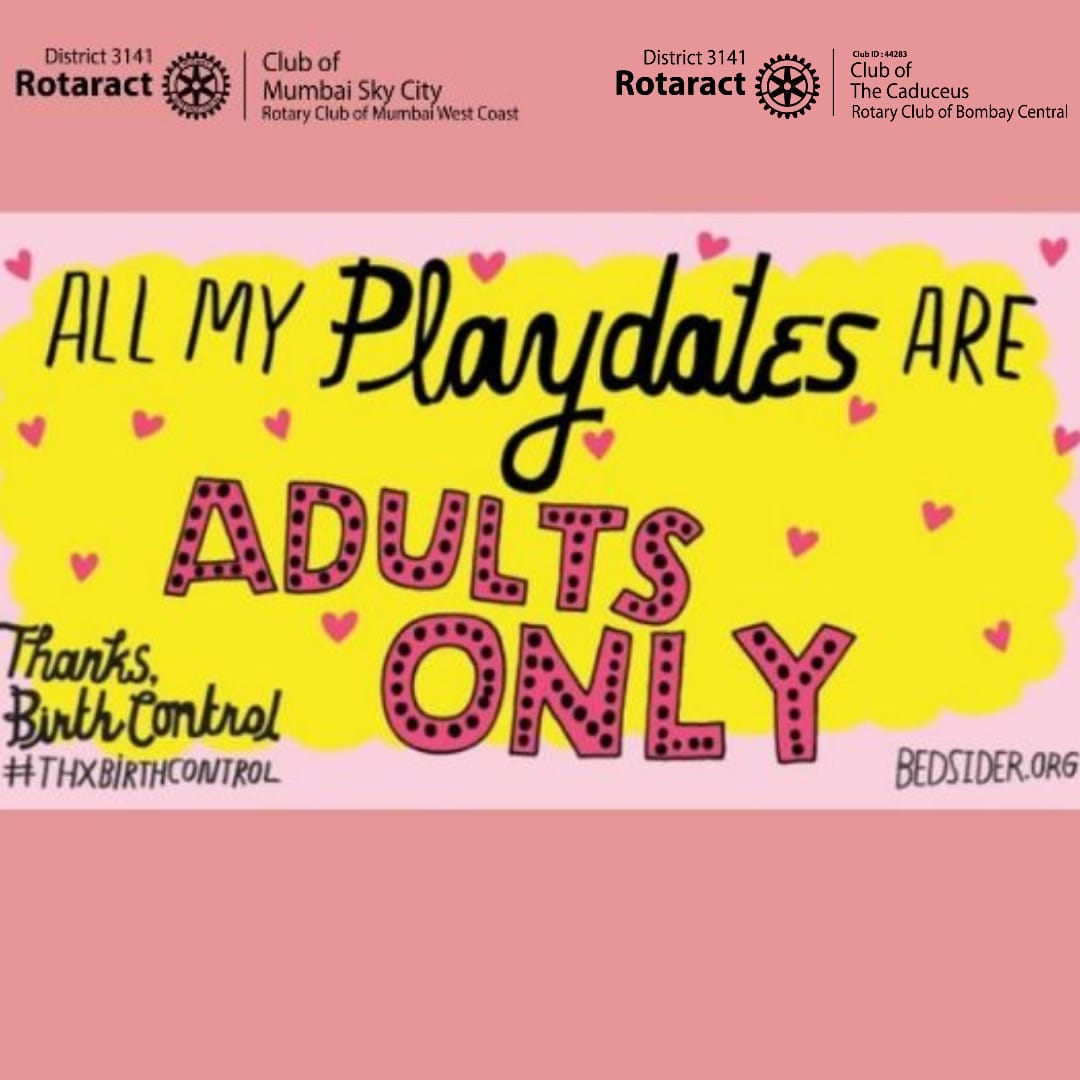 District 3141
Rotaract
Club of
Mumbai Sky City
Rotary Club of Mumbai West Coast
District 3141
Rotaract
Club ID : 44283
Club of
The Caduceus
Rotary Club of Bombay Central
ALL MY Playdates ARE
ADULTS
ONLY
Thanks,
Birth Control
#THXBIRTHCONTROL
BEDSIDER.ORG